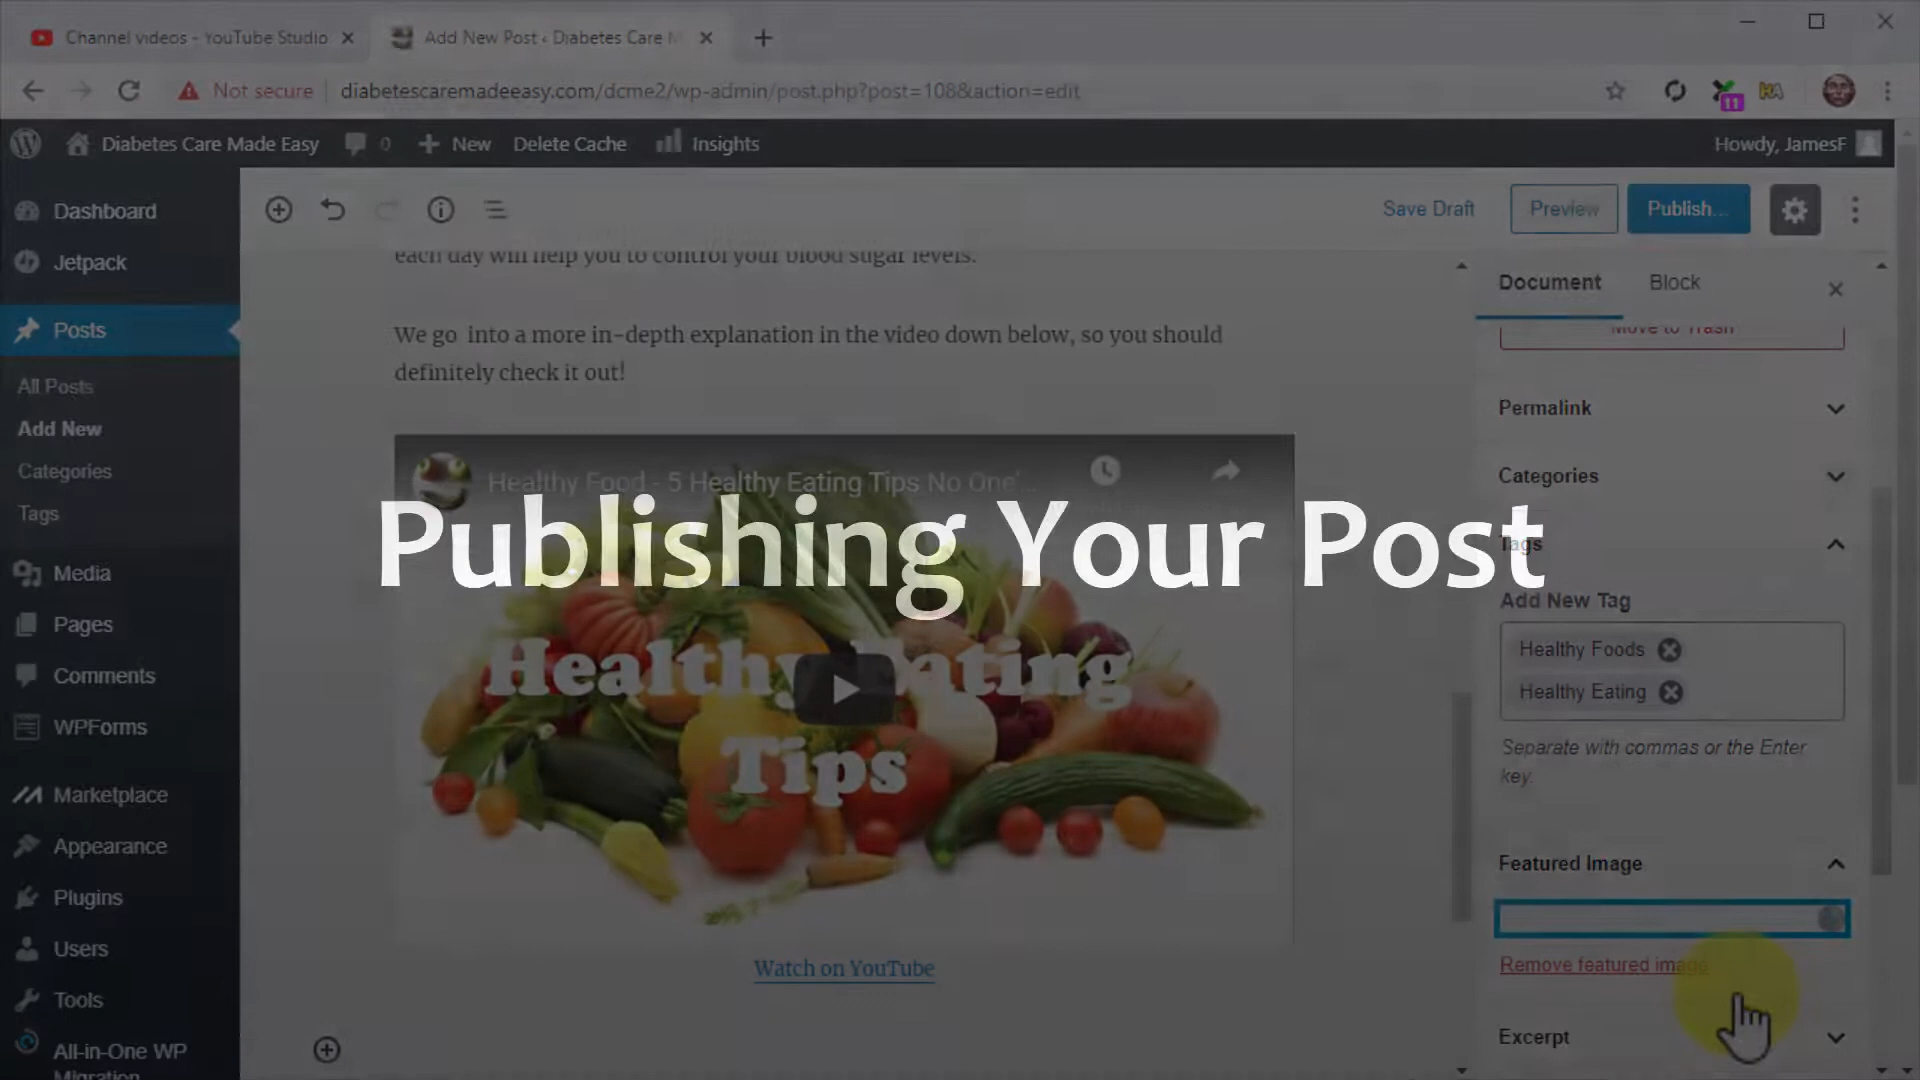 Channel videos - YouTube Studio
Add New Post ‹ Diabetes Care M
Not secure
diabetescaremadeeasy.com/dcme2/wp-admin/post.php?post=108&action=edit
11
Diabetes Care Made Easy
0
New
Delete Cache
Insights
Howdy, JamesF
Dashboard
Jetpack
Posts
All Posts
Add New
Categories
Tags
Media
Pages
Comments
WPForms
Marketplace
Appearance
Plugins
Users
Tools
All-in-One WP
Migration
Save Draft
Preview
Publish...
each day will help you to control your blood sugar levels.
We go into a more in-depth explanation in the video down below, so you should
definitely check it out!
Healthy Food - 5 Healthy Eating Tips No One'...
Publishing Your Post
Healthy Eating
Tips
Watch on YouTube
Document
Block
Move to Trash
Permalink
Categories
Tags
Add New Tag
Healthy Foods
Healthy Eating
Separate with commas or the Enter
key.
Featured Image
Remove featured image
Excerpt